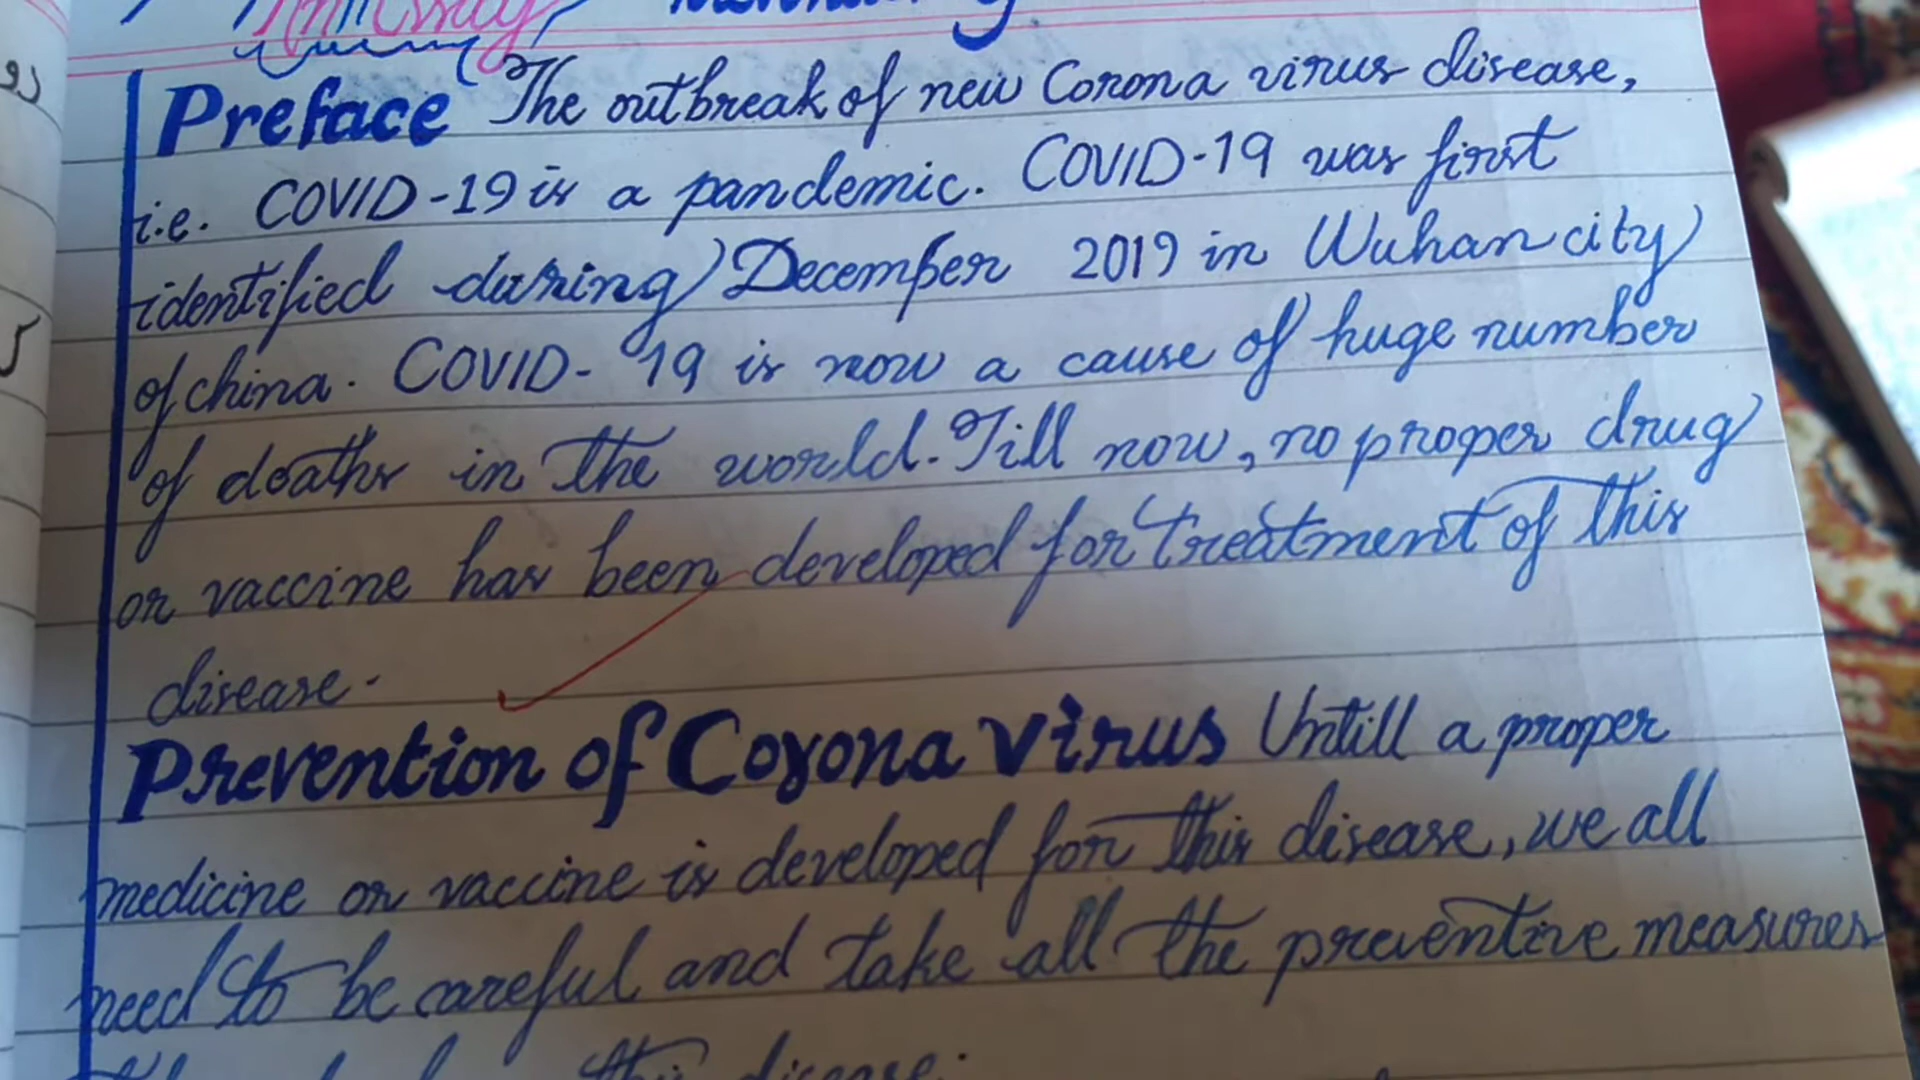 Preface The outbreak of new Corona virus disease,
i.e. COVID-19 is a pandemic. COVID-19 was first
identified during December 2019 in Wuhan city
of china. COVID-19 is now a cause of huge number
of deaths in the world. Till now, no proper drug
or vaccine has been developed for treatment of this
disease.
Prevention of Corona Virus Untill a proper
medicine or vaccine is developed for this disease, we all
need to be careful and take all the preventive measures
this disease.